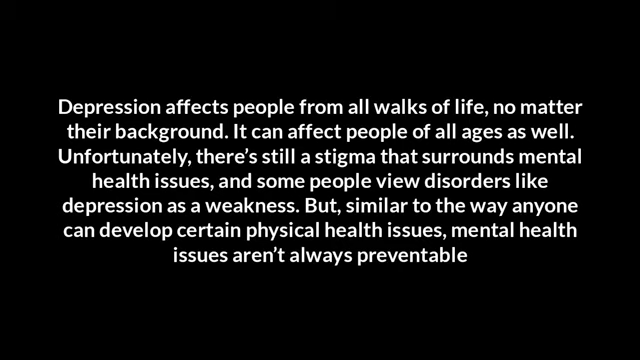 Depression affects people from all walks of life, no matter
their background. It can affect people of all ages as well.
Unfortunately, there’s still a stigma that surrounds mental
health issues, and some people view disorders like
depression as a weakness. But, similar to the way anyone
can develop certain physical health issues, mental health
issues aren’t always preventable